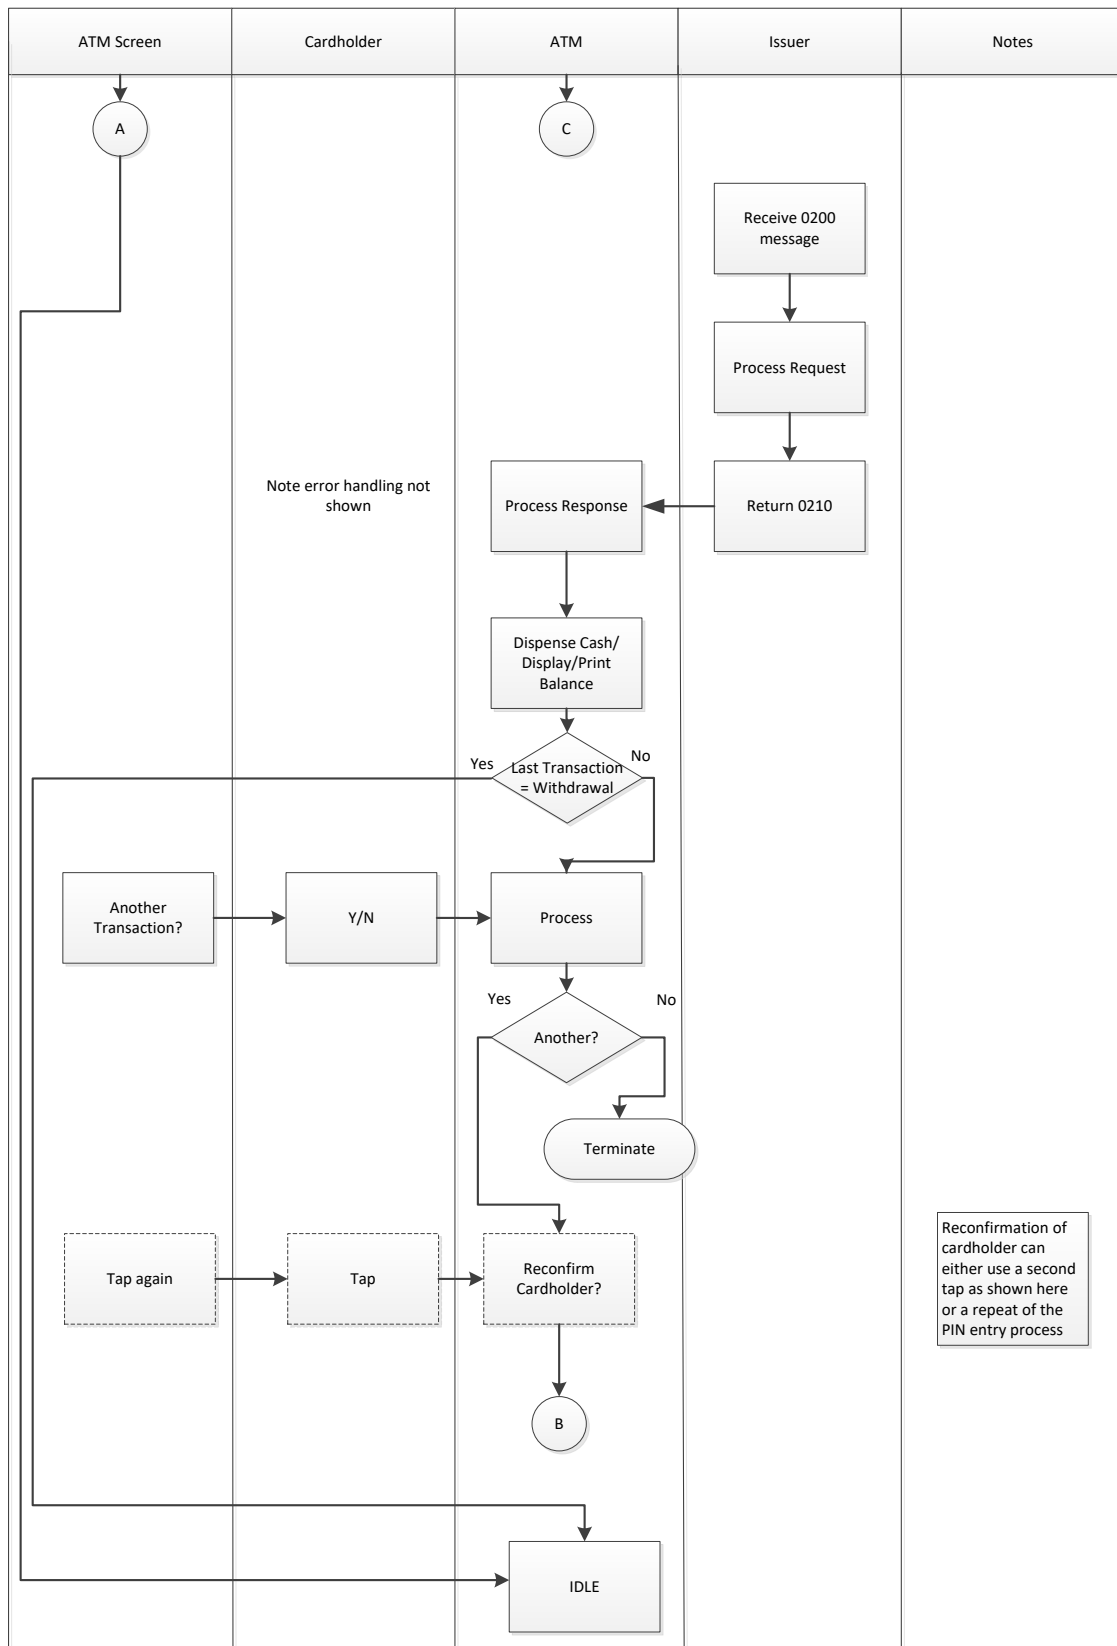 ATM Screen
Cardholder
ATM
Issuer
Notes
A
C
Receive 0200
message
Process Request
Note error handling not
shown
Process Response
Return 0210
Dispense Cash/
Display/Print
Balance
Yes
No
Last Transaction
= Withdrawal
Another
Transaction?
Y/N
Process
Yes
No
Another?
Terminate
Tap again
Tap
Reconfirm
Cardholder?
Reconfirmation of
cardholder can
either use a second
tap as shown here
or a repeat of the
PIN entry process
B
IDLE